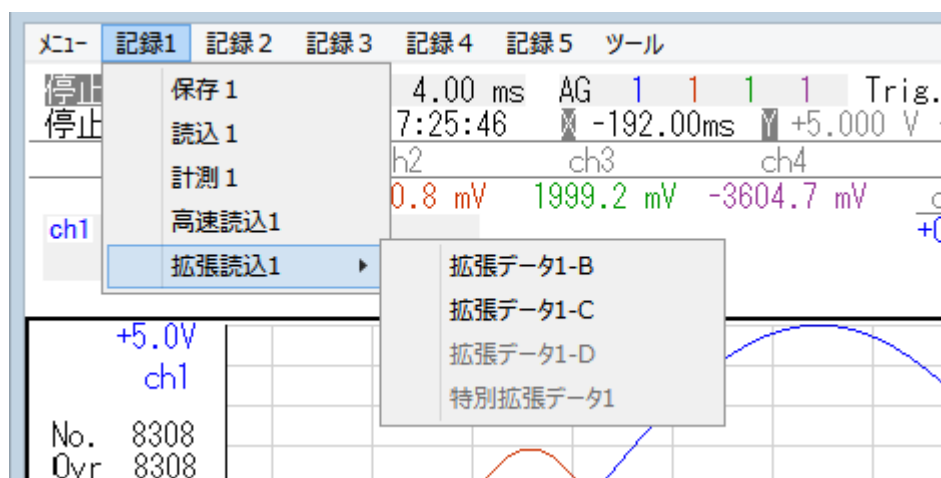 ﾒﾆｭｰ 記録1 記録2 記録3 記録4 記録5 ツール
停止 4.00 ms AG 1 1 1 1 Trig.
停止 7:25:46 X -192.00ms Y +5.000 V
h2 ch3 ch4
0.8 mV 1999.2 mV -3604.7 mV
ch1
保存1
読込1
計測1
高速読込1
拡張読込1
拡張データ1-B
拡張データ1-C
拡張データ1-D
特別拡張データ1
+5.0V
ch1
No. 8308
Ovr 8308